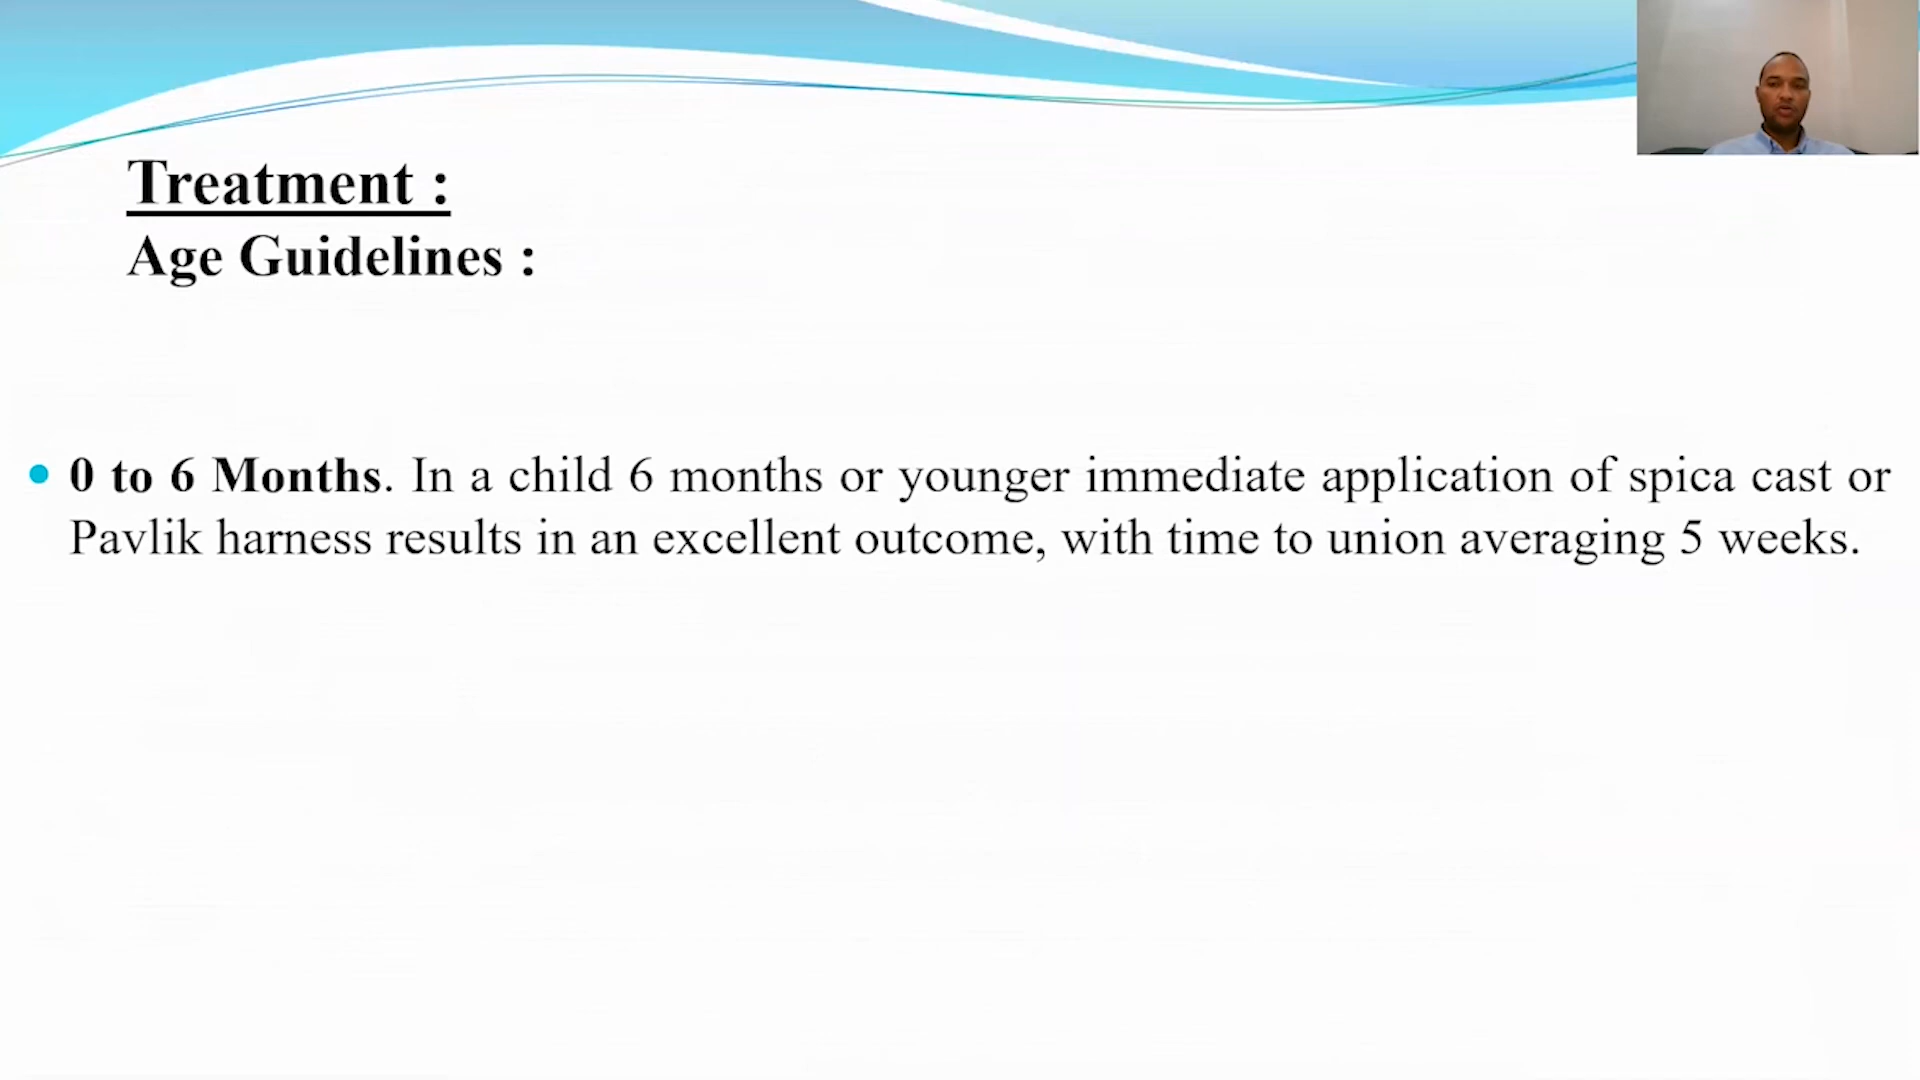 Treatment :
Age Guidelines :
0 to 6 Months. In a child 6 months or younger immediate application of spica cast or
Pavlik harness results in an excellent outcome, with time to union averaging 5 weeks.